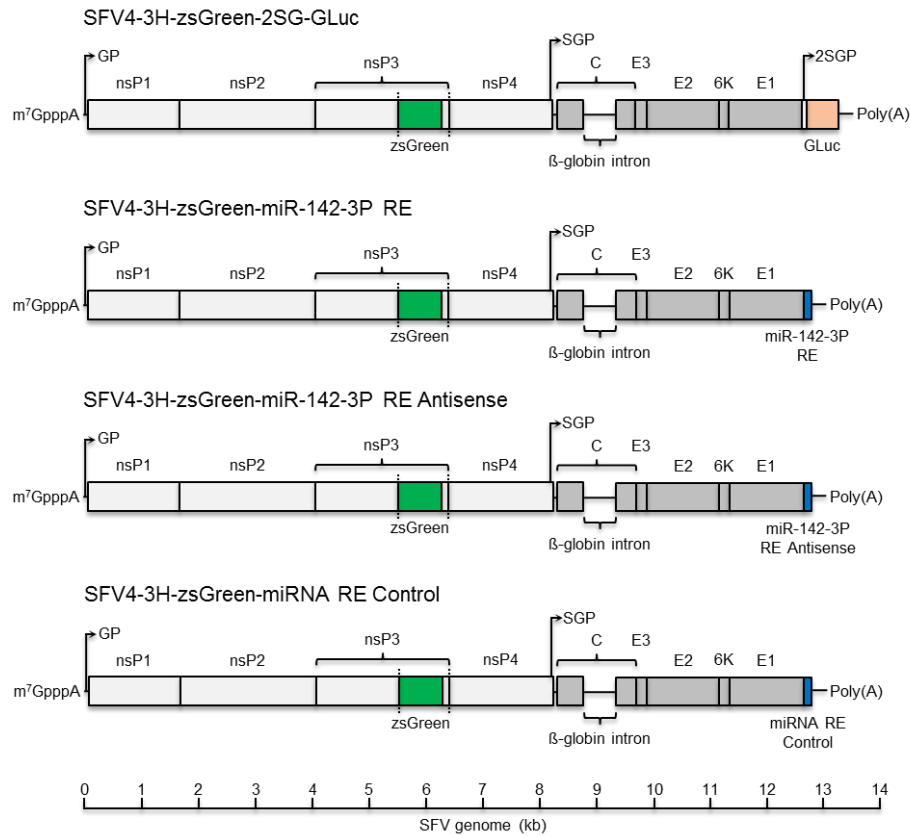 SFV4-3H-zsGreen-2SG-GLuc
GP
SGP
2SGP
nsP3
C
E3
nsP1
nsP2
nsP4
E2
6K
E1
m⁷GpppA
Poly(A)
zsGreen
GLuc
ß-globin intron
SFV4-3H-zsGreen-miR-142-3P RE
GP
SGP
nsP3
C
E3
nsP1
nsP2
nsP4
E2
6K
E1
m⁷GpppA
Poly(A)
zsGreen
miR-142-3P
ß-globin intron
RE
SFV4-3H-zsGreen-miR-142-3P RE Antisense
GP
SGP
nsP3
C
E3
nsP1
nsP2
nsP4
E2
6K
E1
m⁷GpppA
Poly(A)
zsGreen
miR-142-3P
ß-globin intron
RE Antisense
SFV4-3H-zsGreen-miRNA RE Control
GP
SGP
nsP3
C
E3
nsP1
nsP2
nsP4
E2
6K
E1
m⁷GpppA
Poly(A)
zsGreen
miRNA RE
ß-globin intron
Control
0 1 2 3 4 5 6 7 8 9 10 11 12 13 14
SFV genome (kb)